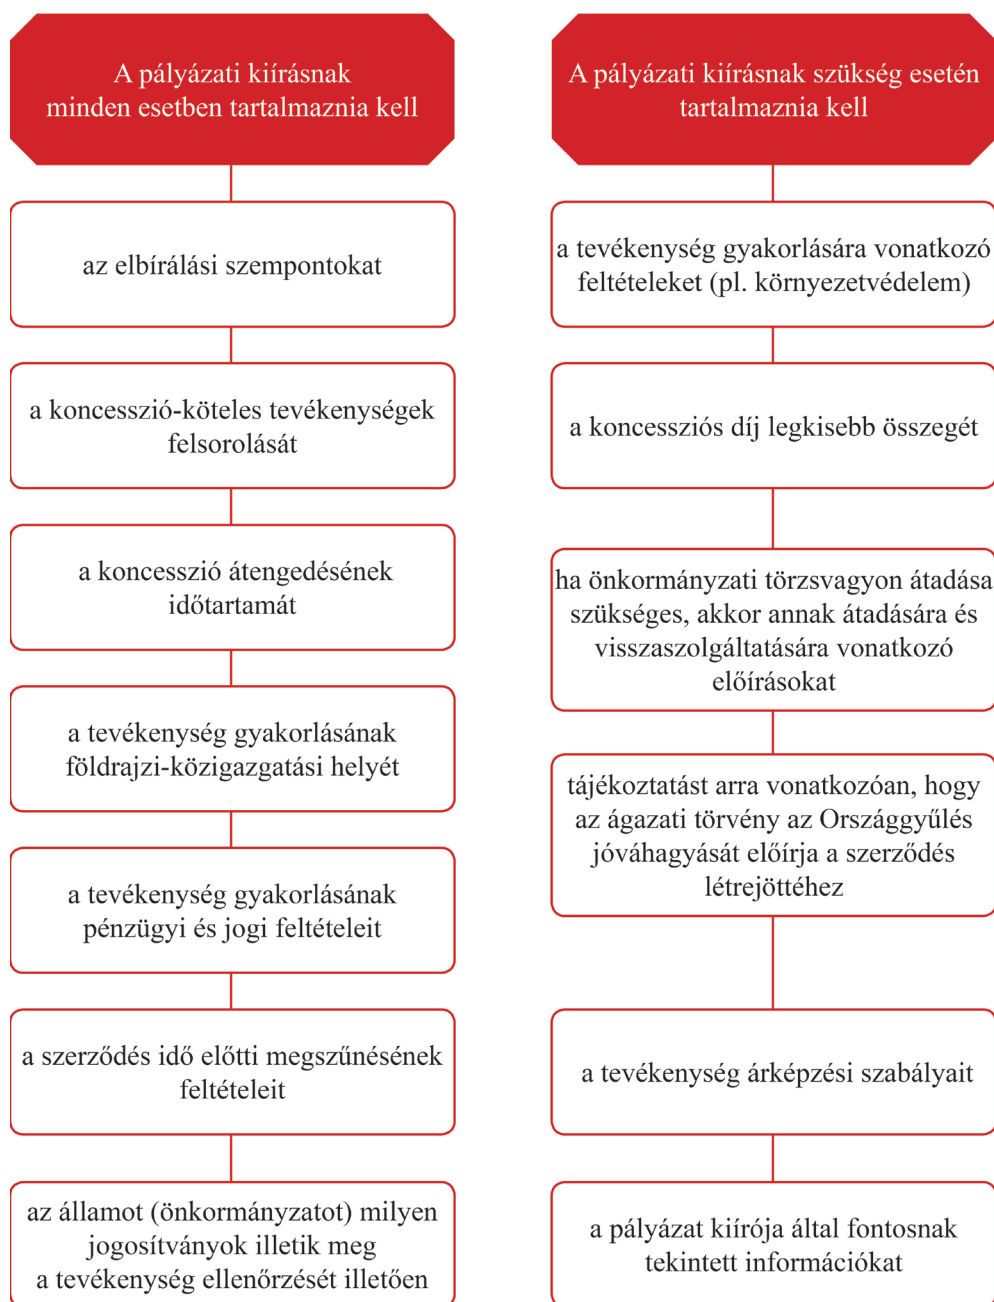 A pályázati kiírásnak
minden esetben tartalmaznia kell
az elbírálási szempontokat
a koncesszió-köteles tevékenységek
felsorolását
a koncesszió átengedésének
időtartamát
a tevékenység gyakorlásának
földrajzi-közigazgatási helyét
a tevékenység gyakorlásának
pénzügyi és jogi feltételeit
a szerződés idő előtti megszűnésének
feltételeit
az államot (önkormányzatot) milyen
jogosítványok illetik meg
a tevékenység ellenőrzését illetően
A pályázati kiírásnak szükség esetén
tartalmaznia kell
a tevékenység gyakorlására vonatkozó
feltételeket (pl. környezetvédelem)
a koncessziós díj legkisebb összegét
ha önkormányzati törzsvagyon átadása
szükséges, akkor annak átadására és
visszaszolgáltatására vonatkozó
előírásokat
tájékoztatást arra vonatkozóan, hogy
az ágazati törvény az Országgyűlés
jóváhagyását előírja a szerződés
létrejöttéhez
a tevékenység árképzési szabályait
a pályázat kiírója által fontosnak
tekintett információkat